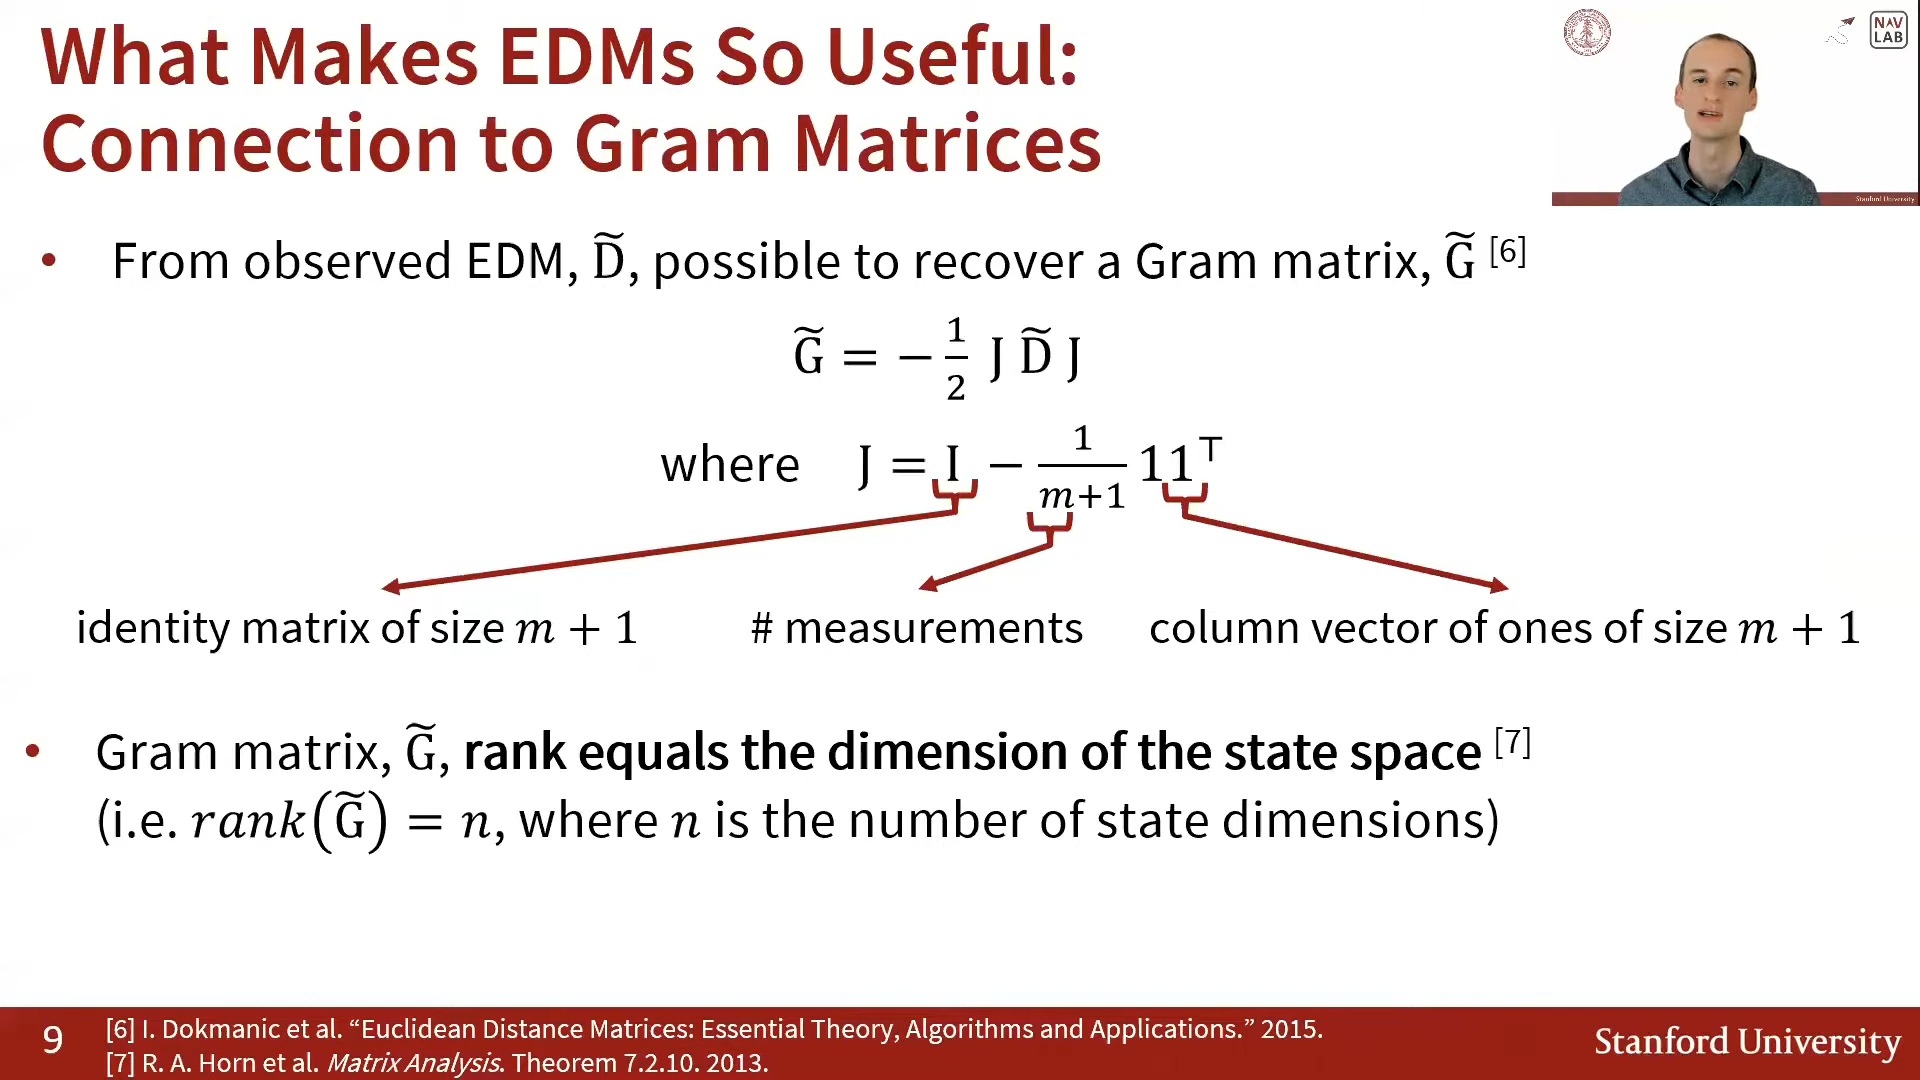 What Makes EDMs So Useful:
Connection to Gram Matrices
NAV
LAB
Stanford University
• From observed EDM, D̃, possible to recover a Gram matrix, G̃ [6]
G̃ = − 1/2 J D̃ J
where J = I − 1/(m+1) 11⊤
identity matrix of size m + 1 # measurements column vector of ones of size m + 1
• Gram matrix, G̃, rank equals the dimension of the state space [7]
(i.e. rank(G̃) = n, where n is the number of state dimensions)
9
[6] I. Dokmanic et al. “Euclidean Distance Matrices: Essential Theory, Algorithms and Applications.” 2015.
[7] R. A. Horn et al. Matrix Analysis. Theorem 7.2.10. 2013.
Stanford University